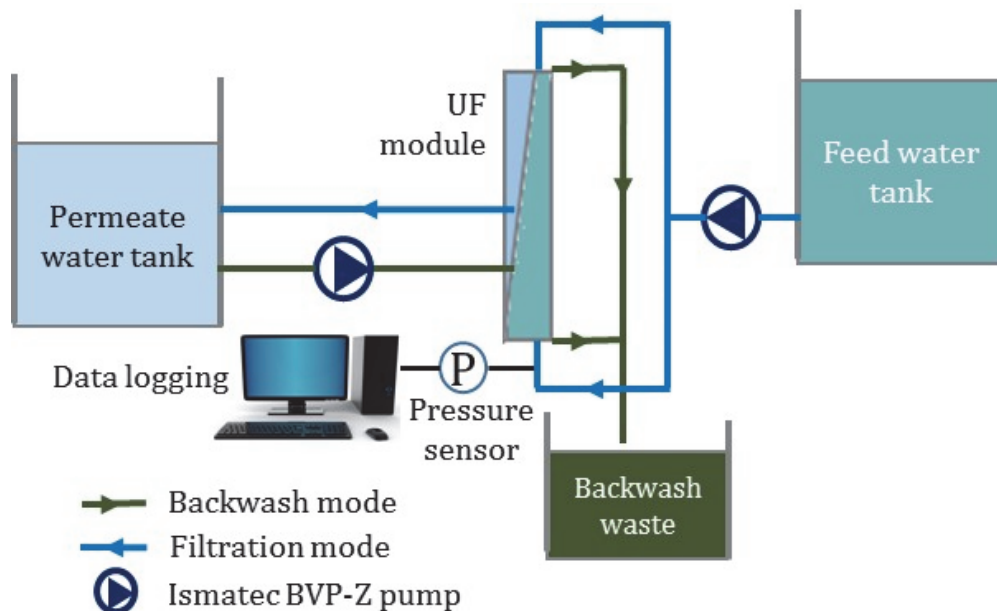 UF
module
Feed water
tank
Permeate
water tank
Data logging
P
Pressure
sensor
Backwash
waste
Backwash mode
Filtration mode
Ismatec BVP-Z pump